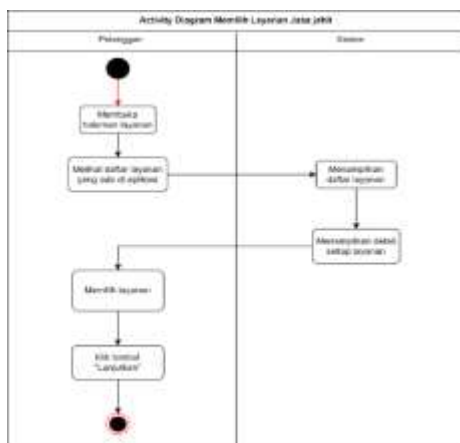 Activity Diagram Memilih Layanan Jasa jahit
Pelanggan
Sistem
Membuka
halaman layanan
Melihat daftar layanan
yang ada di aplikasi
Menampilkan
daftar layanan
Menampilkan detail
setiap layanan
Memilih layanan
Klik tombol
"Lanjutkan"